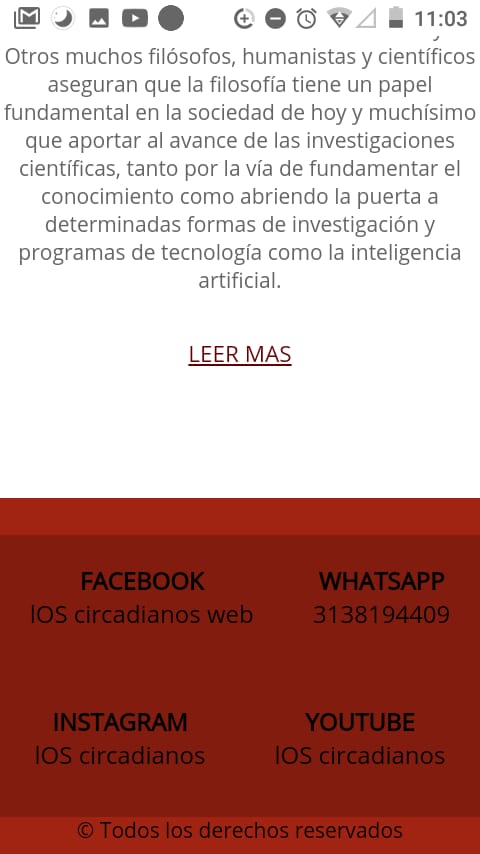 11:03
Otros muchos filósofos, humanistas y científicos
aseguran que la filosofía tiene un papel
fundamental en la sociedad de hoy y muchísimo
que aportar al avance de las investigaciones
científicas, tanto por la vía de fundamentar el
conocimiento como abriendo la puerta a
determinadas formas de investigación y
programas de tecnología como la inteligencia
artificial.
LEER MAS
FACEBOOK WHATSAPP
lOS circadianos web 3138194409
INSTAGRAM YOUTUBE
lOS circadianos lOS circadianos
© Todos los derechos reservados